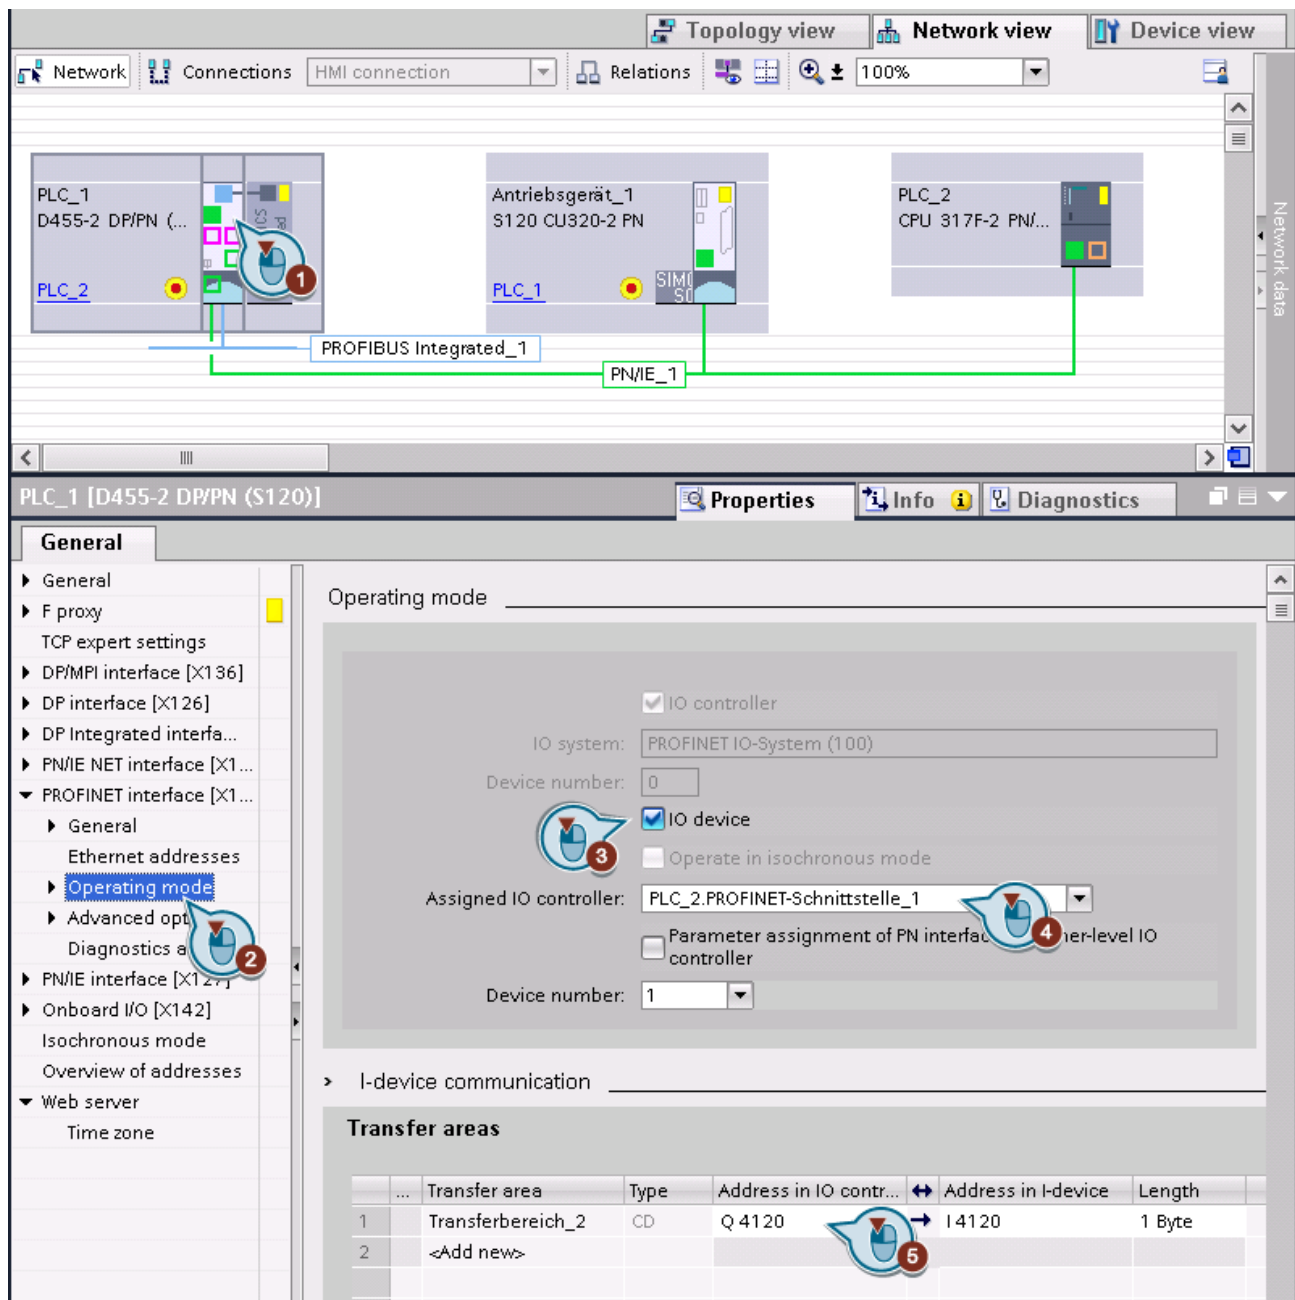 Topology view Network view Device view
Network Connections HMI connection Relations 100%
PLC_1
D455-2 DP/PN (...
PLC_2
Antriebsgerät_1
S120 CU320-2 PN
PLC_1
PLC_2
CPU 317F-2 PN/...
1
PROFIBUS Integrated_1
PN/IE_1
Network data
PLC_1 [D455-2 DP/PN (S120)] Properties Info Diagnostics
General
General
F proxy
TCP expert settings
DP/MPI interface [X136]
DP interface [X126]
DP Integrated interfa...
PN/IE NET interface [X1...
PROFINET interface [X1...
General
Ethernet addresses
Operating mode
Advanced opt
Diagnostics a
2
PN/IE interface [X127]
Onboard I/O [X142]
Isochronous mode
Overview of addresses
Web server
Time zone
Operating mode
IO controller
IO system: PROFINET IO-System (100)
Device number: 0
IO device
3
Operate in isochronous mode
Assigned IO controller: PLC_2.PROFINET-Schnittstelle_1
4
Parameter assignment of PN interfac ner-level IO
controller
Device number: 1
I-device communication
Transfer areas
... Transfer area Type Address in IO contr... ↔ Address in I-device Length
1 Transferbereich_2 CD Q 4120 → I 4120 1 Byte
2 <Add new>
5